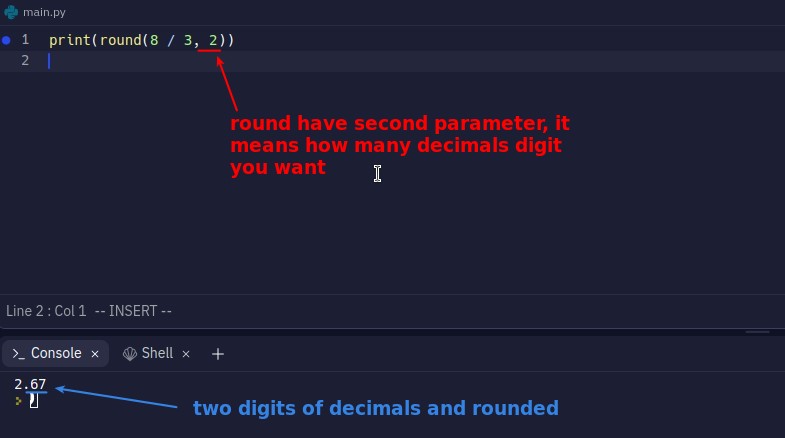 main.py
1 print(round(8 / 3, 2))
2
round have second parameter, it
means how many decimals digit
you want
Line 2 : Col 1 -- INSERT --
Console × Shell × +
2.67
two digits of decimals and rounded